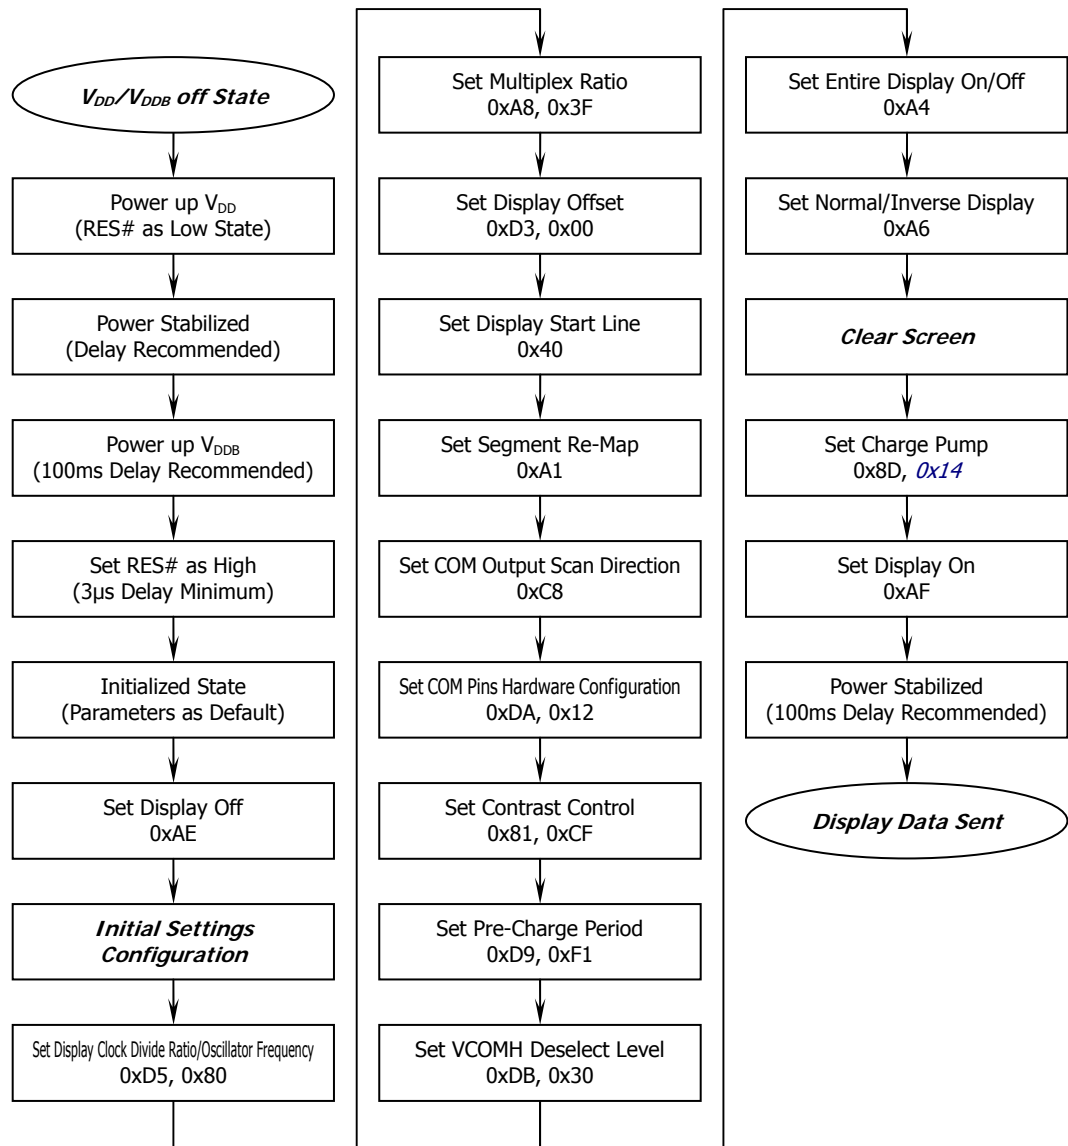 V_DD/V_DDB off State
Power up V_DD
(RES# as Low State)
Power Stabilized
(Delay Recommended)
Power up V_DDB
(100ms Delay Recommended)
Set RES# as High
(3μs Delay Minimum)
Initialized State
(Parameters as Default)
Set Display Off
0xAE
Initial Settings
Configuration
Set Display Clock Divide Ratio/Oscillator Frequency
0xD5, 0x80
Set Multiplex Ratio
0xA8, 0x3F
Set Display Offset
0xD3, 0x00
Set Display Start Line
0x40
Set Segment Re-Map
0xA1
Set COM Output Scan Direction
0xC8
Set COM Pins Hardware Configuration
0xDA, 0x12
Set Contrast Control
0x81, 0xCF
Set Pre-Charge Period
0xD9, 0xF1
Set VCOMH Deselect Level
0xDB, 0x30
Set Entire Display On/Off
0xA4
Set Normal/Inverse Display
0xA6
Clear Screen
Set Charge Pump
0x8D, 0x14
Set Display On
0xAF
Power Stabilized
(100ms Delay Recommended)
Display Data Sent